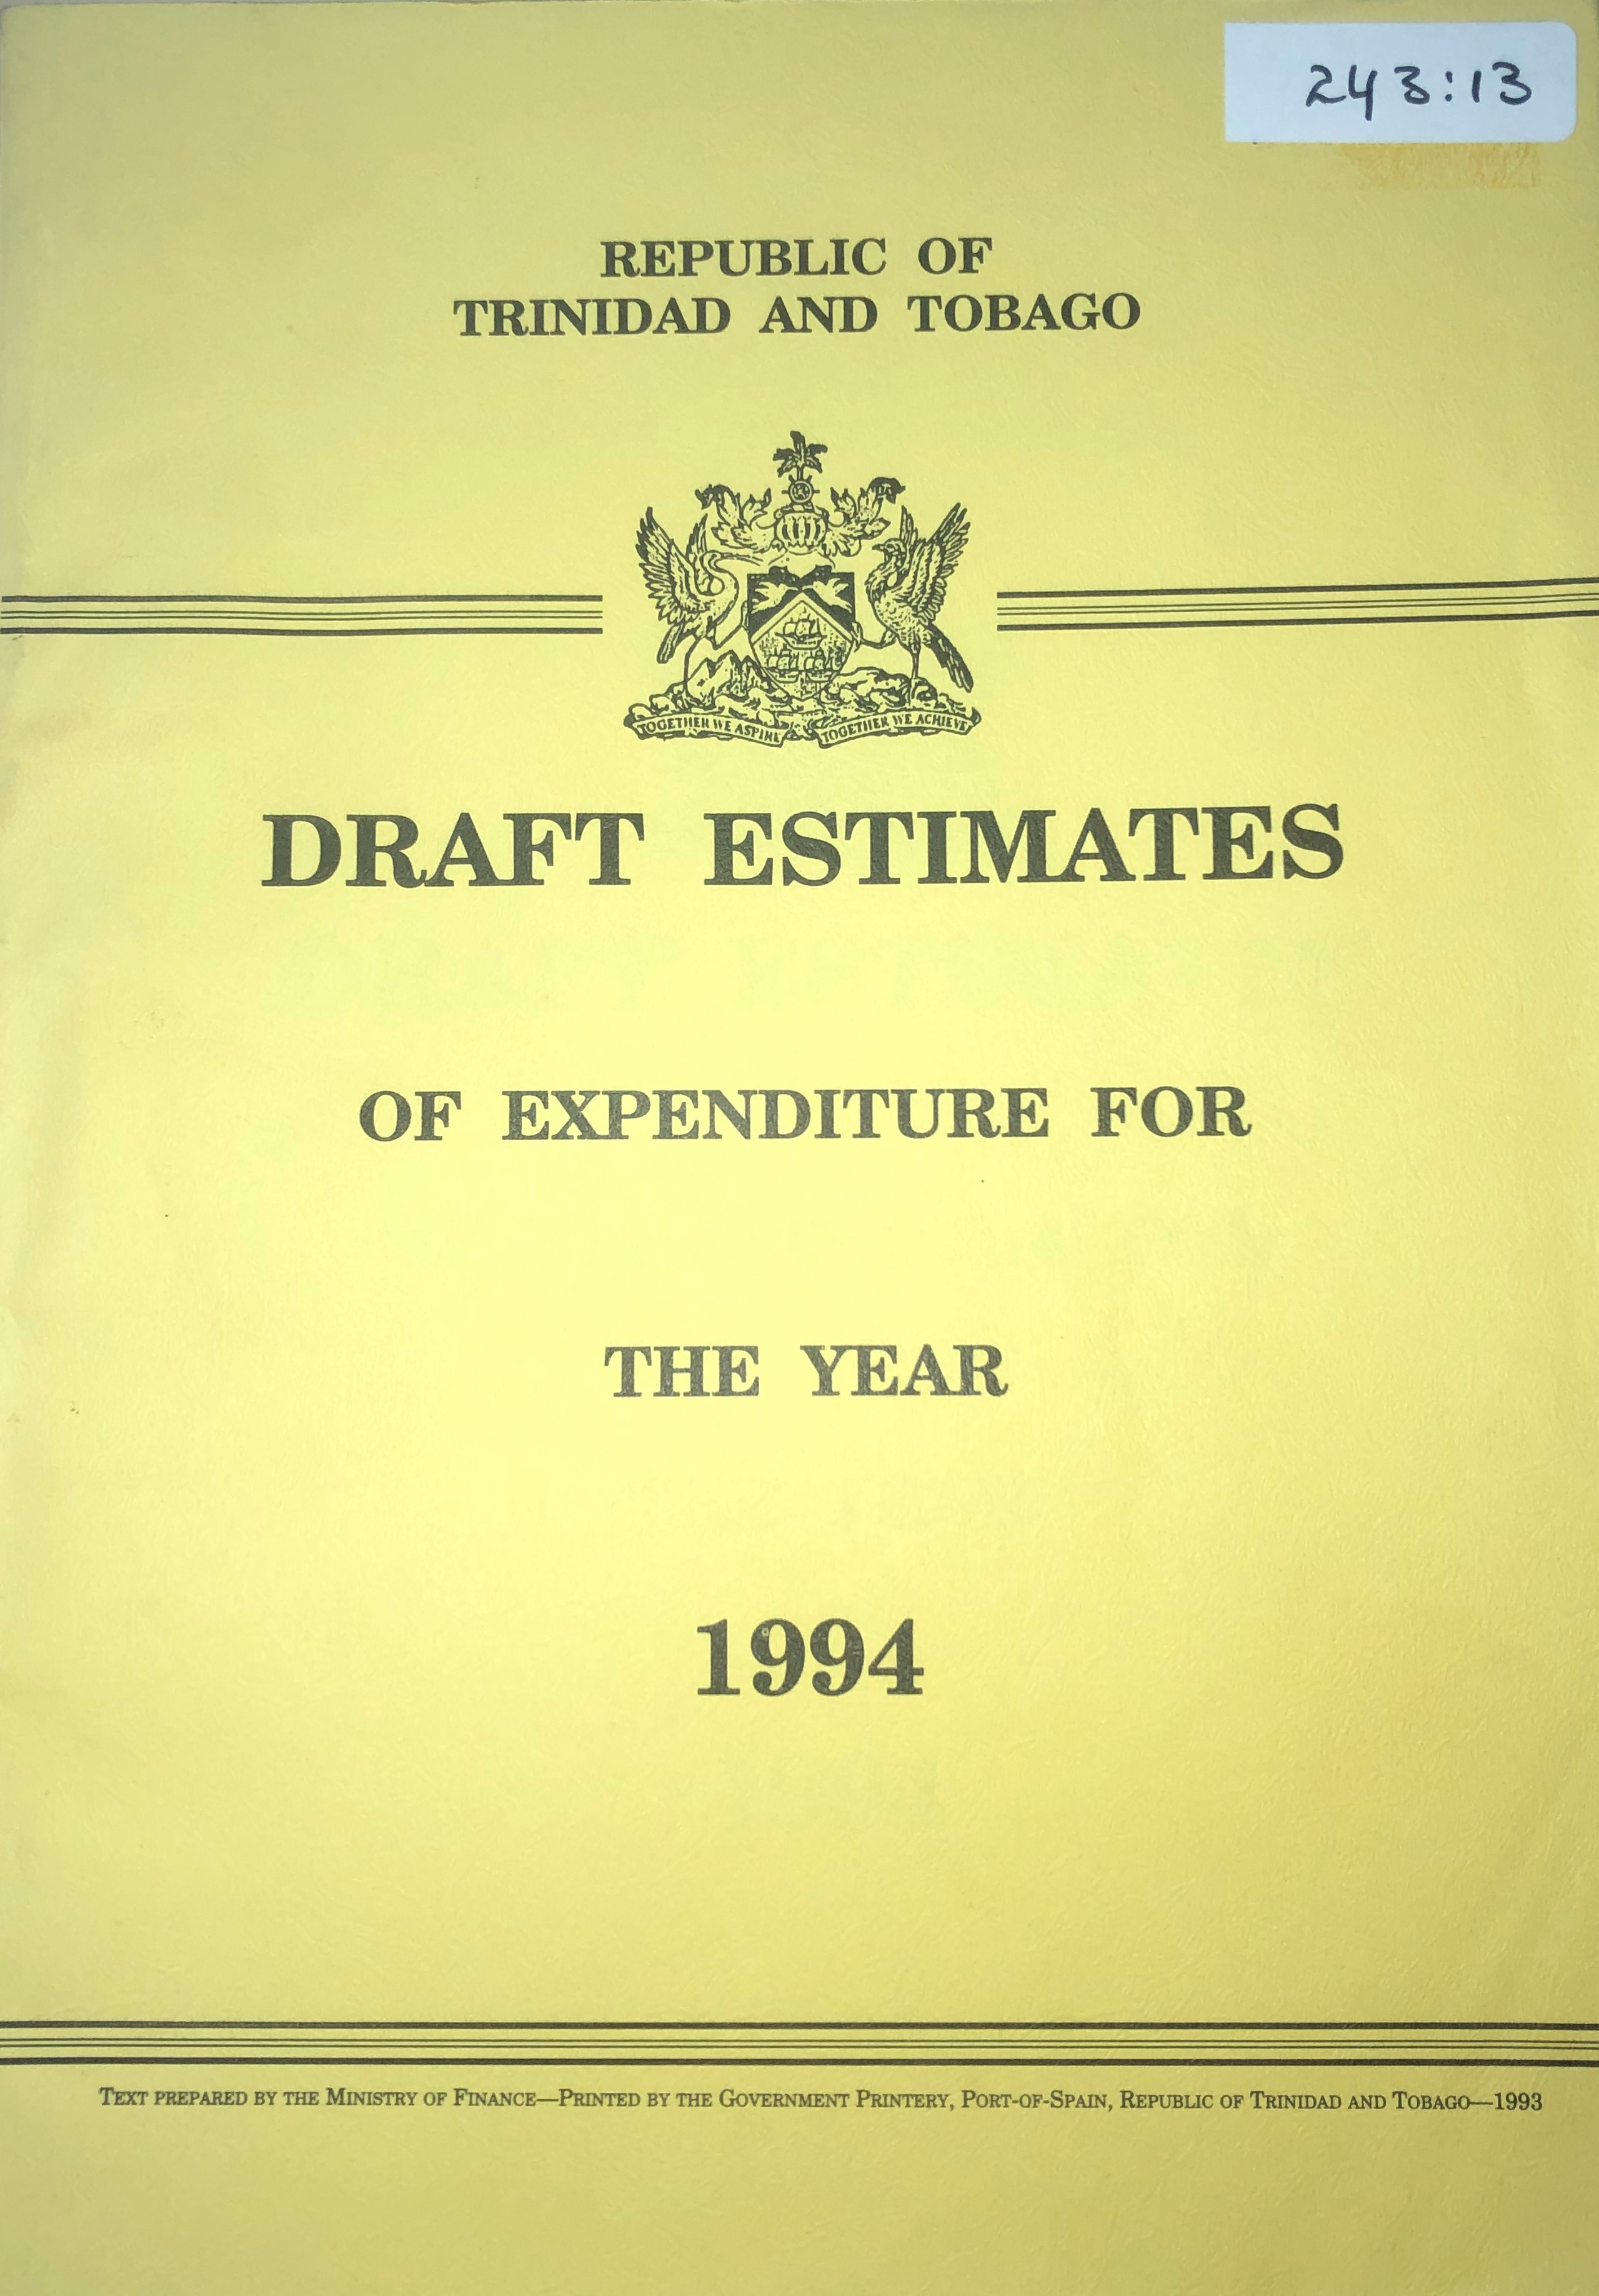 243:13
REPUBLIC OF
TRINIDAD AND TOBAGO
TOGETHER WE ASPIRE TOGETHER WE ACHIEVE
DRAFT ESTIMATES
OF EXPENDITURE FOR
THE YEAR
1994
TEXT PREPARED BY THE MINISTRY OF FINANCE—PRINTED BY THE GOVERNMENT PRINTERY, PORT-OF-SPAIN, REPUBLIC OF TRINIDAD AND TOBAGO—1993